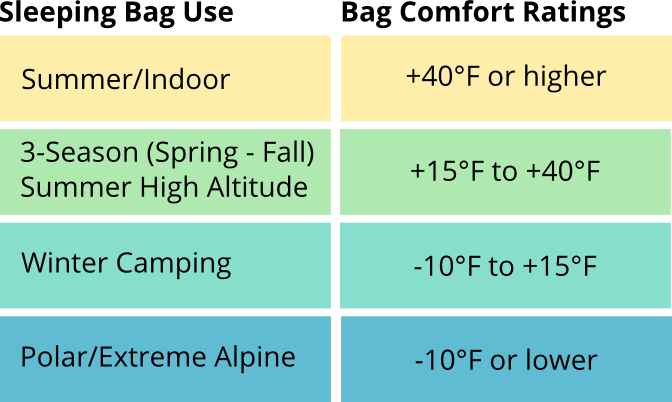 Sleeping Bag Use
Bag Comfort Ratings
Summer/Indoor
+40°F or higher
3-Season (Spring - Fall)
Summer High Altitude
+15°F to +40°F
Winter Camping
-10°F to +15°F
Polar/Extreme Alpine
-10°F or lower